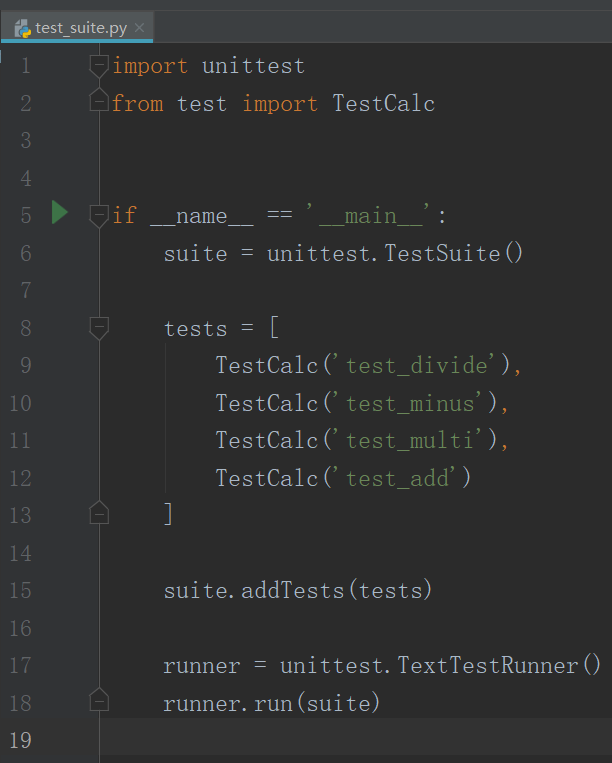 test_suite.py
1 import unittest
2 from test import TestCalc
3
4
5 if __name__ == '__main__':
6     suite = unittest.TestSuite()
7
8     tests = [
9         TestCalc('test_divide'),
10         TestCalc('test_minus'),
11         TestCalc('test_multi'),
12         TestCalc('test_add')
13     ]
14
15     suite.addTests(tests)
16
17     runner = unittest.TextTestRunner()
18     runner.run(suite)
19